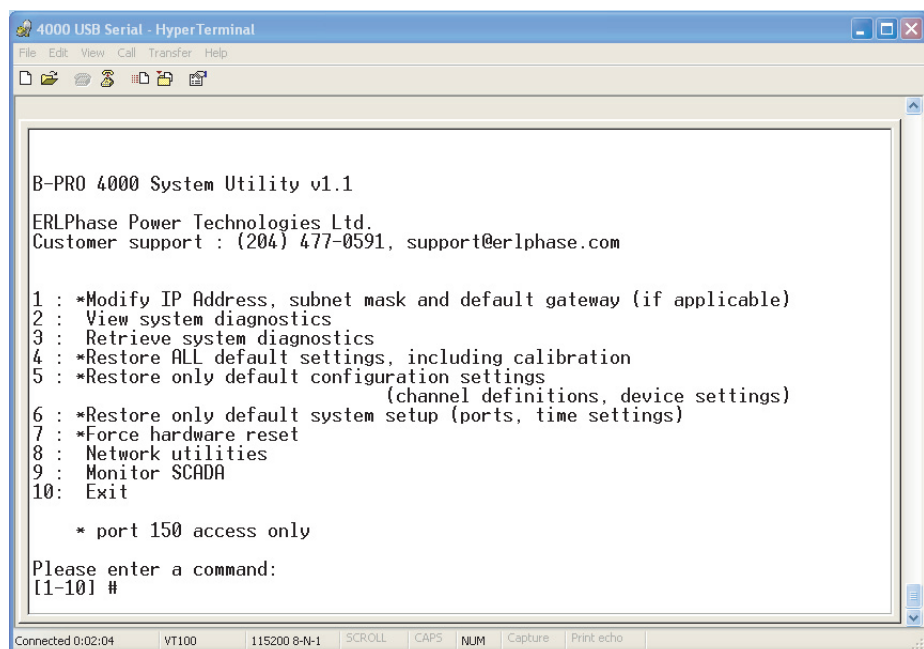 4000 USB Serial - HyperTerminal
File Edit View Call Transfer Help
B-PRO 4000 System Utility v1.1
ERLPhase Power Technologies Ltd.
Customer support : (204) 477-0591, support@erlphase.com
1 : *Modify IP Address, subnet mask and default gateway (if applicable)
2 :  View system diagnostics
3 :  Retrieve system diagnostics
4 : *Restore ALL default settings, including calibration
5 : *Restore only default configuration settings
(channel definitions, device settings)
6 : *Restore only default system setup (ports, time settings)
7 : *Force hardware reset
8 :  Network utilities
9 :  Monitor SCADA
10:  Exit
* port 150 access only
Please enter a command:
[1-10] #
Connected 0:02:04 VT100 115200 8-N-1 SCROLL CAPS NUM Capture Print echo